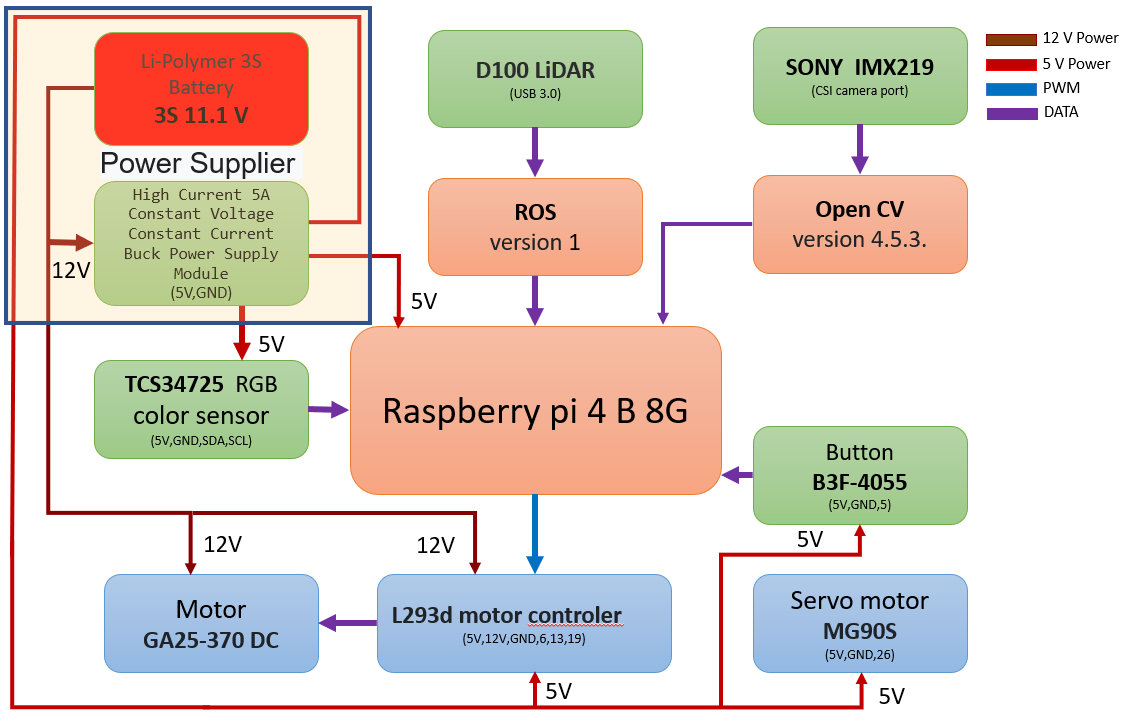 Li-Polymer 3S
Battery
3S 11.1 V
Power Supplier
High Current 5A
Constant Voltage
Constant Current
Buck Power Supply
Module
(5V,GND)
12V
5V
5V
D100 LiDAR
(USB 3.0)
ROS
version 1
SONY IMX219
(CSI camera port)
Open CV
version 4.5.3.
12 V Power
5 V Power
PWM
DATA
TCS34725 RGB
color sensor
(5V,GND,SDA,SCL)
Raspberry pi 4 B 8G
Button
B3F-4055
(5V,GND,5)
5V
12V
12V
Motor
GA25-370 DC
L293d motor controler
(5V,12V,GND,6,13,19)
5V
Servo motor
MG90S
(5V,GND,26)
5V